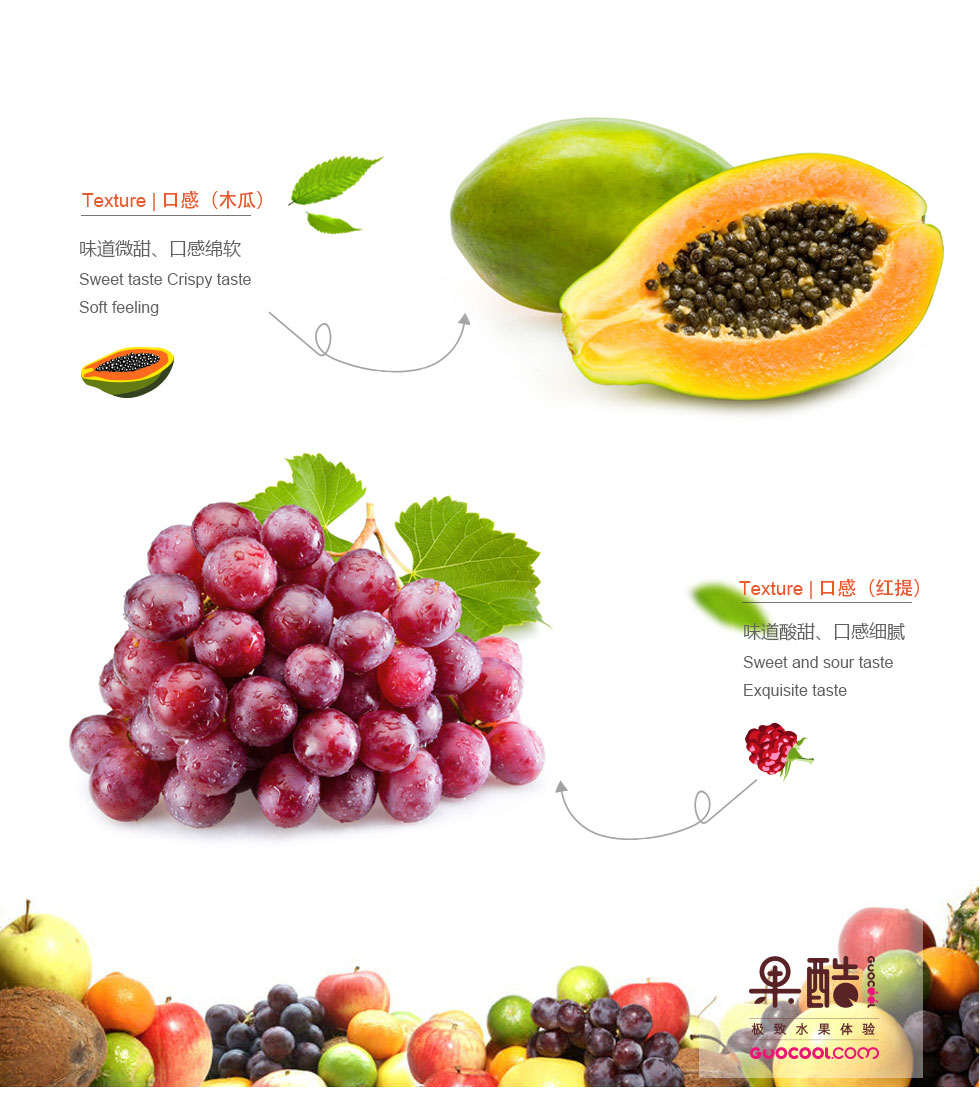 Texture | 口感（木瓜）
味道微甜、口感绵软
Sweet taste Crispy taste
Soft feeling
Texture | 口感（红提）
味道酸甜、口感细腻
Sweet and sour taste
Exquisite taste
果酷
GUOCOOL
极致水果体验
GUOCOOL.COM